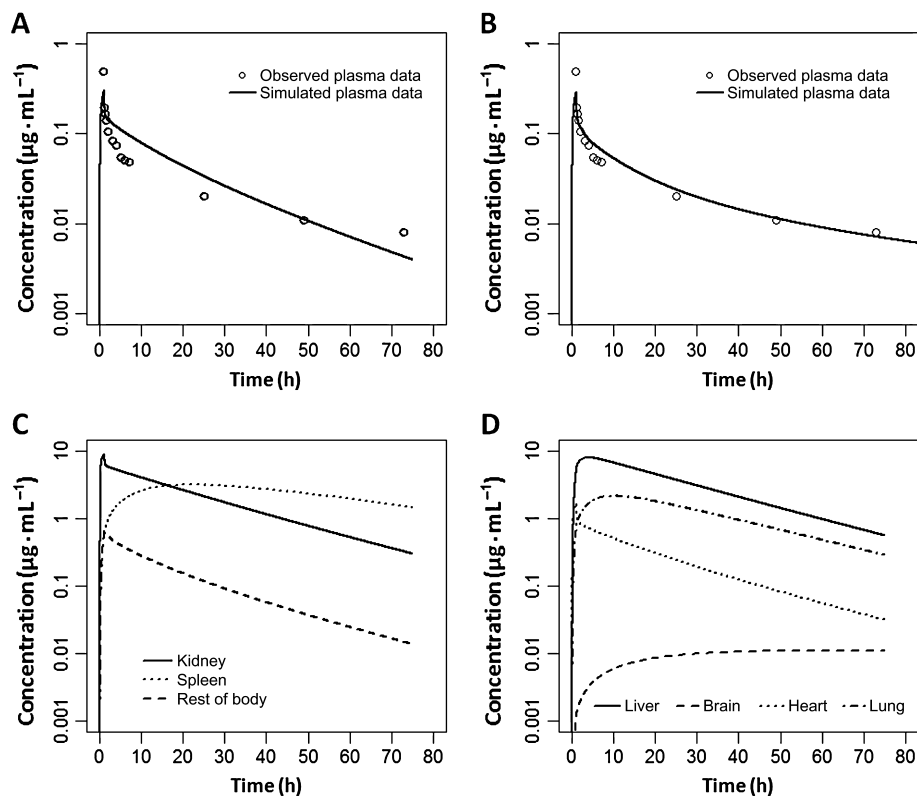 A
Concentration (µg · mL⁻¹)
1
0.1
0.01
0.001
Observed plasma data
Simulated plasma data
0 10 20 30 40 50 60 70 80
Time (h)
B
Concentration (µg · mL⁻¹)
1
0.1
0.01
0.001
Observed plasma data
Simulated plasma data
0 10 20 30 40 50 60 70 80
Time (h)
C
Concentration (µg · mL⁻¹)
10
1
0.1
0.01
0.001
Kidney
Spleen
Rest of body
0 10 20 30 40 50 60 70 80
Time (h)
D
Concentration (µg · mL⁻¹)
10
1
0.1
0.01
0.001
Liver Brain Heart Lung
0 10 20 30 40 50 60 70 80
Time (h)